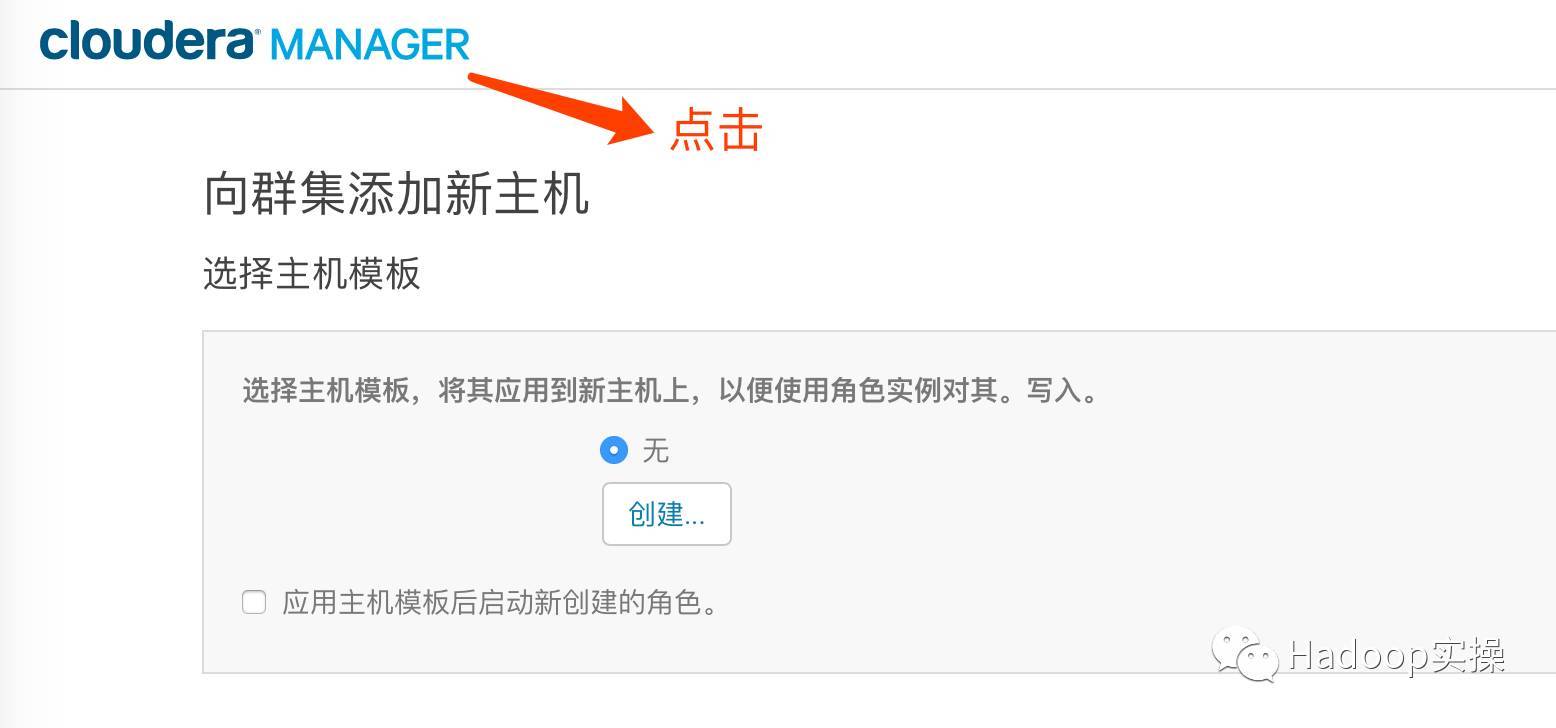 cloudera® MANAGER
点击
向群集添加新主机
选择主机模板
选择主机模板，将其应用到新主机上，以便使用角色实例对其。写入。
无
创建...
应用主机模板后启动新创建的角色。
Hadoop实操